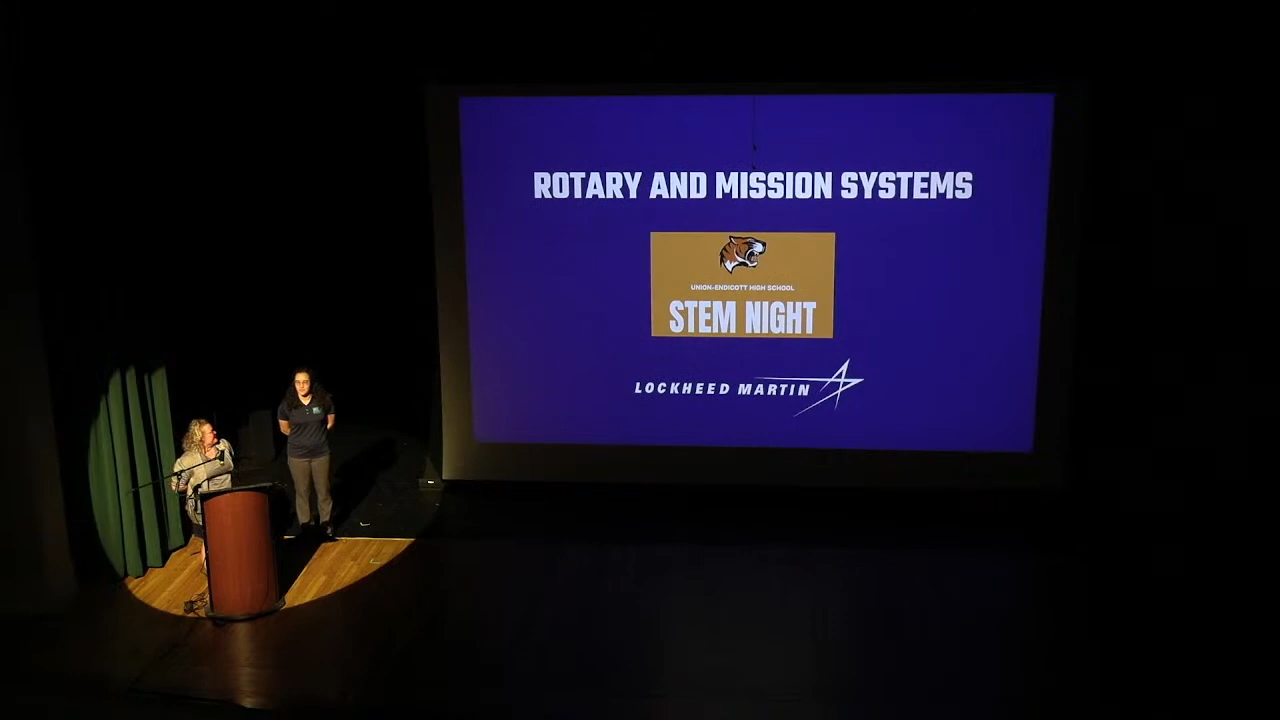 ROTARY AND MISSION SYSTEMS
UNION-ENDICOTT HIGH SCHOOL
STEM NIGHT
LOCKHEED MARTIN